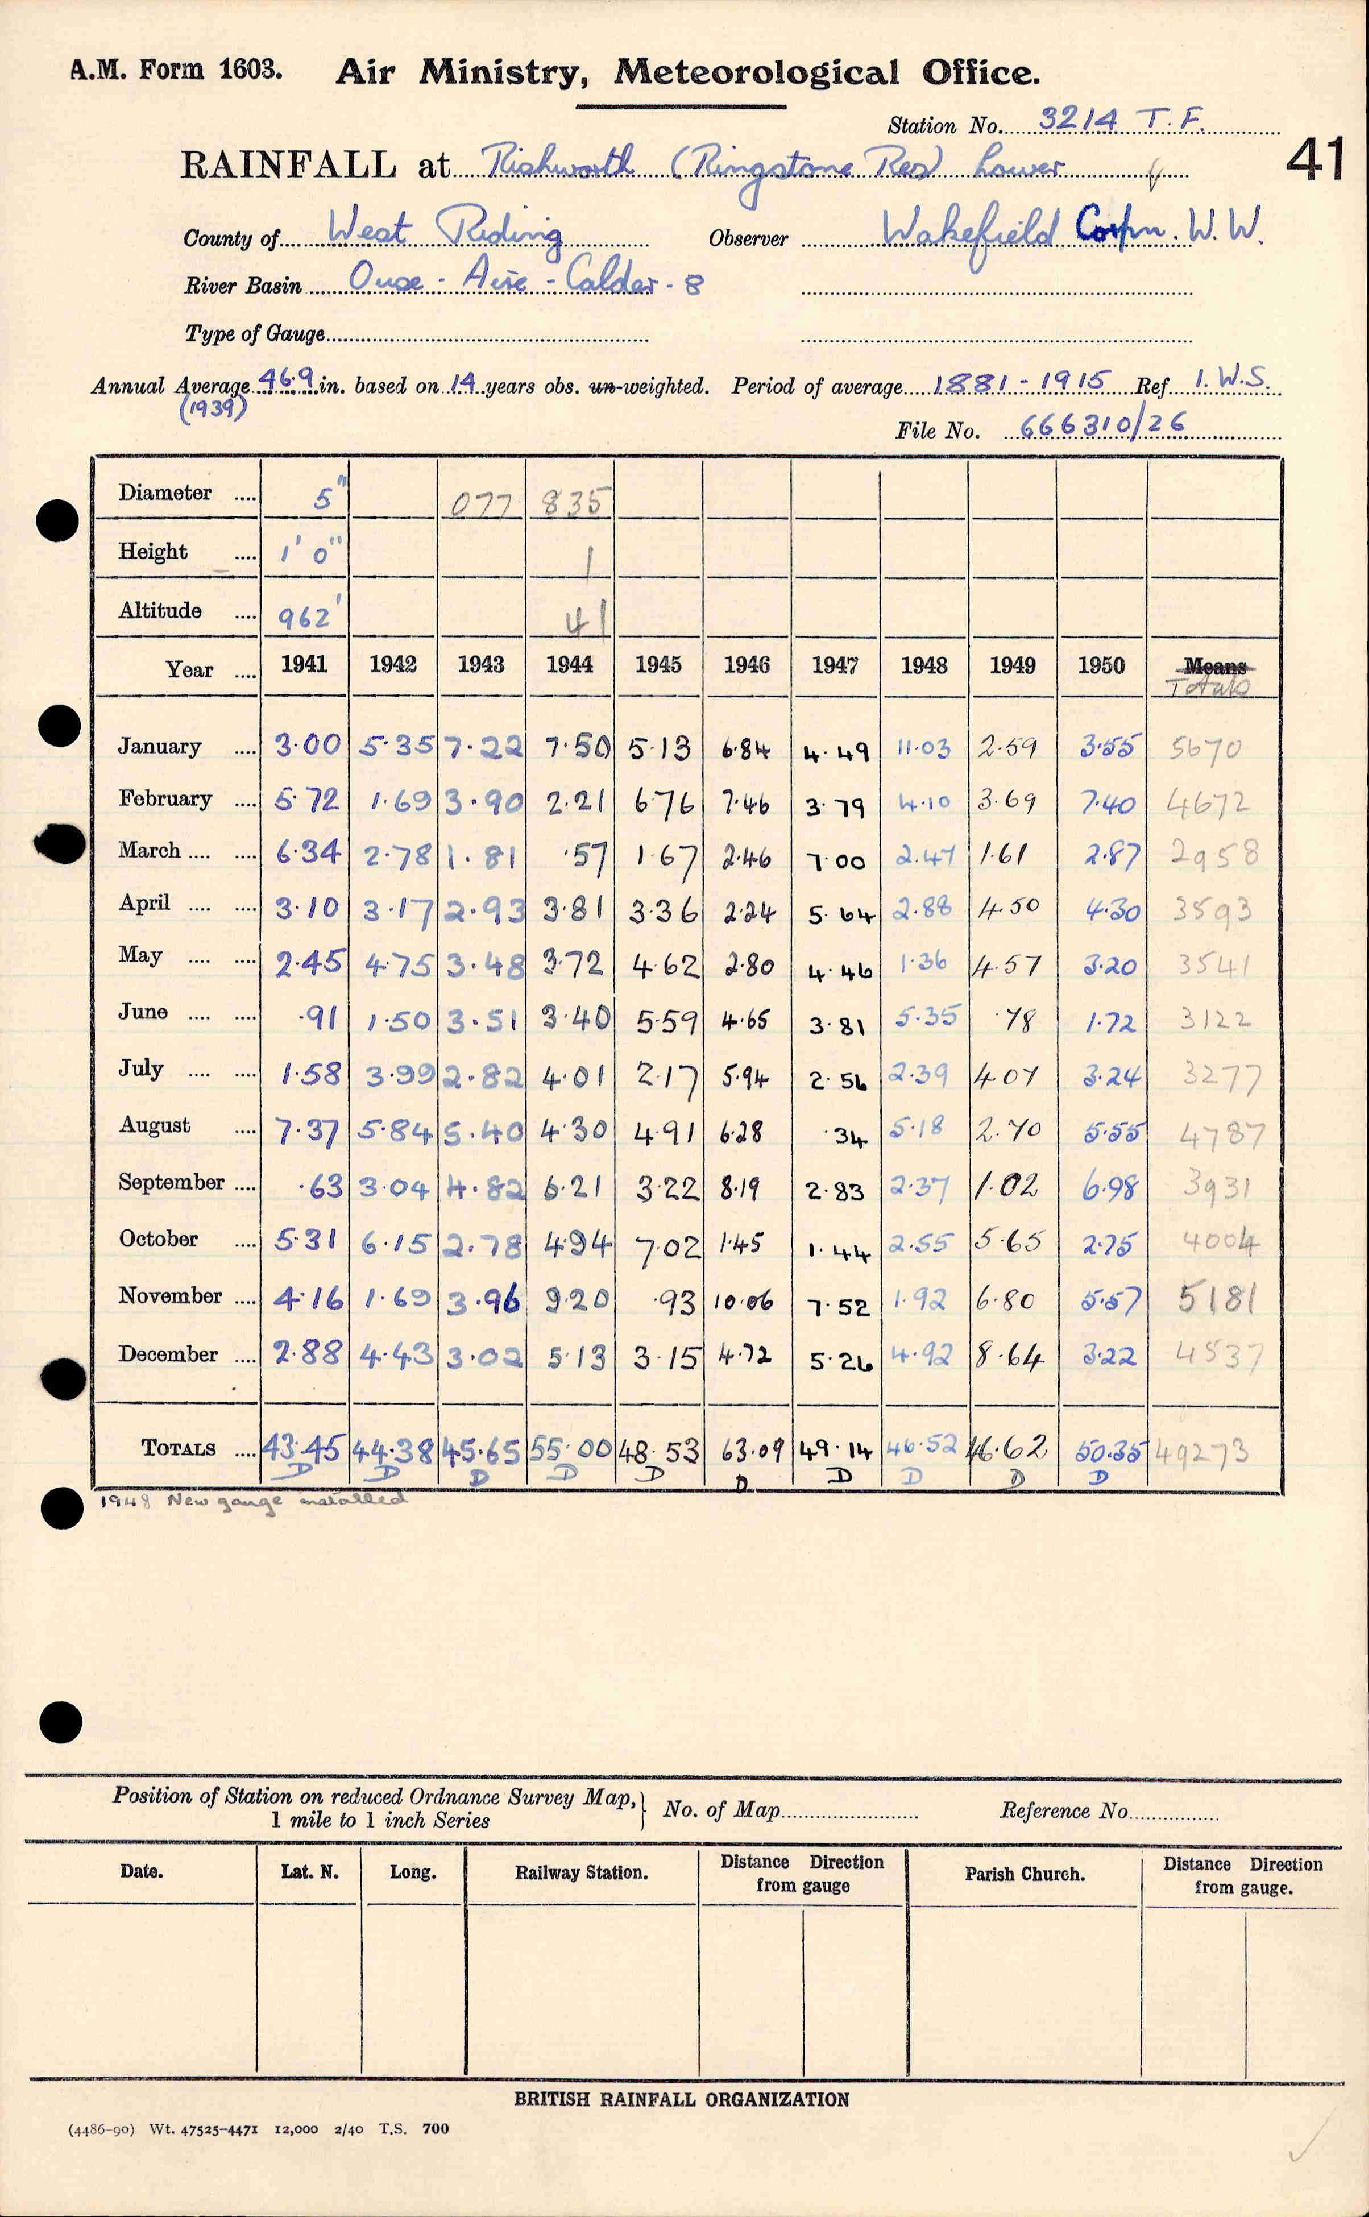 A.M. Form 1603. Air Ministry, Meteorological Office.
Station No. 3214 T.F.
41
RAINFALL at Rishworth (Ringstone Res) Lower
County of West Riding Observer Wakefield Corpn. W.W.
River Basin Ouse - Aire - Calder - 8
Type of Gauge
Annual Average 46.9 in. based on 14 years obs. un-weighted. Period of average 1881-1915 Ref I.W.S.
(1939)
File No. 666310/26
Diameter .... 5" 077 835
Height .... 1' 0" 1
Altitude .... 962' 41
Year .... 1941 1942 1943 1944 1945 1946 1947 1948 1949 1950 Means
Totals
January .... 3.00 5.35 7.22 7.50 5.13 6.84 4.49 11.03 2.59 3.55 5670
February .... 5.72 1.69 3.90 2.21 6.76 7.46 3.79 4.10 3.69 7.40 4672
March .... .... 6.34 2.78 1.81 .57 1.67 2.46 7.00 2.47 1.61 2.87 2958
April .... .... 3.10 3.17 2.93 3.81 3.36 2.24 5.64 2.88 4.50 4.30 3593
May .... .... 2.45 4.75 3.48 3.72 4.62 2.80 4.46 1.36 4.57 3.20 3541
June .... .... .91 1.50 3.51 3.40 5.59 4.65 3.81 5.35 .78 1.72 3122
July .... .... 1.58 3.99 2.82 4.01 2.17 5.94 2.56 2.39 4.07 3.24 3277
August .... 7.37 5.84 5.40 4.30 4.91 6.28 .34 5.18 2.70 5.55 4787
September .... .63 3.04 4.82 6.21 3.22 8.19 2.83 2.37 1.02 6.98 3931
October .... 5.31 6.15 2.78 4.94 7.02 1.45 1.44 2.55 5.65 2.75 4004
November .... 4.16 1.69 3.96 9.20 .93 10.06 7.52 1.92 6.80 5.57 5181
December .... 2.88 4.43 3.02 5.13 3.15 4.72 5.26 4.92 8.64 3.22 4537
TOTALS .... 43.45 44.38 45.65 55.00 48.53 63.09 49.14 46.52 46.62 50.35 49273
D D D D D D D D D D
1948 New gauge installed
Position of Station on reduced Ordnance Survey Map, 1 mile to 1 inch Series } No. of Map Reference No.
Date. Lat. N. Long. Railway Station. Distance Direction from gauge Parish Church. Distance Direction from gauge.
BRITISH RAINFALL ORGANIZATION
(4486-90) Wt. 47525-4471 12,000 2/40 T.S. 700